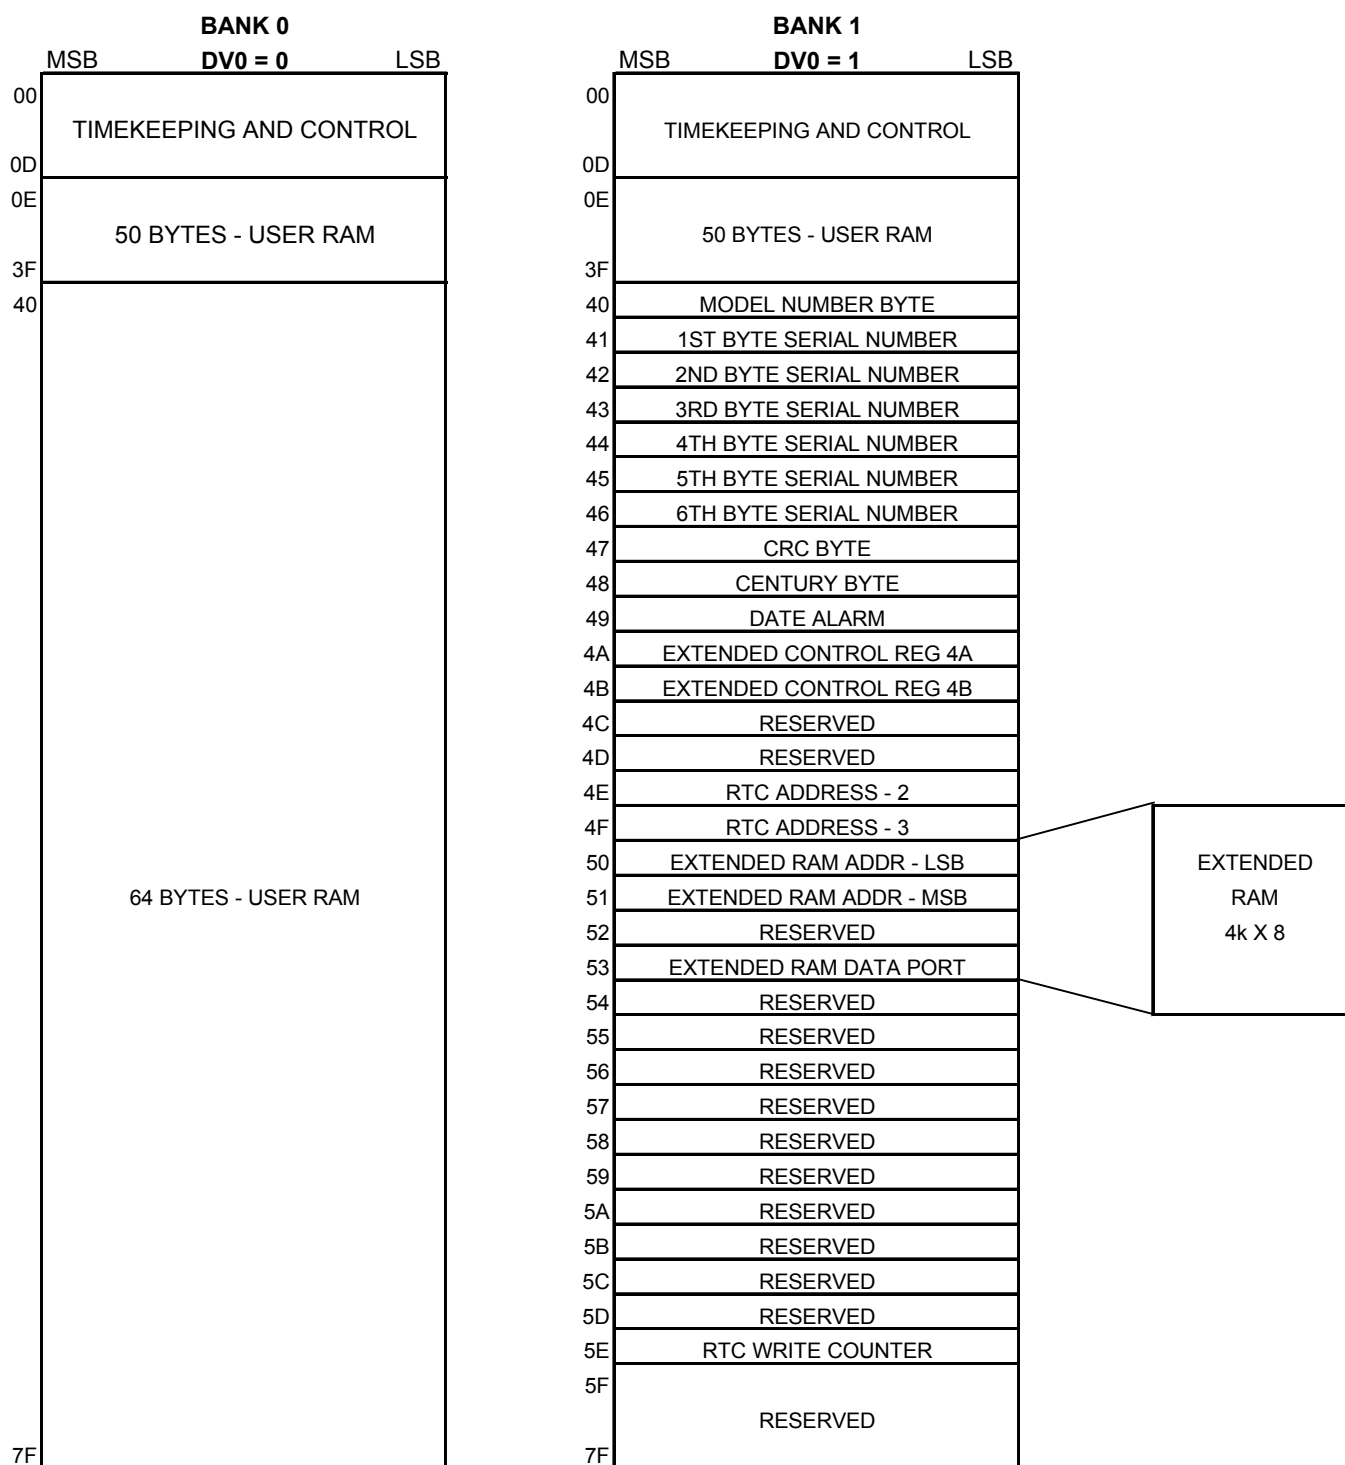 BANK 0
MSB DV0 = 0 LSB
00
TIMEKEEPING AND CONTROL
0D
0E
50 BYTES - USER RAM
3F
40
64 BYTES - USER RAM
7F
BANK 1
MSB DV0 = 1 LSB
00
TIMEKEEPING AND CONTROL
0D
0E
50 BYTES - USER RAM
3F
40 MODEL NUMBER BYTE
41 1ST BYTE SERIAL NUMBER
42 2ND BYTE SERIAL NUMBER
43 3RD BYTE SERIAL NUMBER
44 4TH BYTE SERIAL NUMBER
45 5TH BYTE SERIAL NUMBER
46 6TH BYTE SERIAL NUMBER
47 CRC BYTE
48 CENTURY BYTE
49 DATE ALARM
4A EXTENDED CONTROL REG 4A
4B EXTENDED CONTROL REG 4B
4C RESERVED
4D RESERVED
4E RTC ADDRESS - 2
4F RTC ADDRESS - 3
50 EXTENDED RAM ADDR - LSB
51 EXTENDED RAM ADDR - MSB
52 RESERVED
53 EXTENDED RAM DATA PORT
54 RESERVED
55 RESERVED
56 RESERVED
57 RESERVED
58 RESERVED
59 RESERVED
5A RESERVED
5B RESERVED
5C RESERVED
5D RESERVED
5E RTC WRITE COUNTER
5F
RESERVED
7F
EXTENDED
RAM
4k X 8